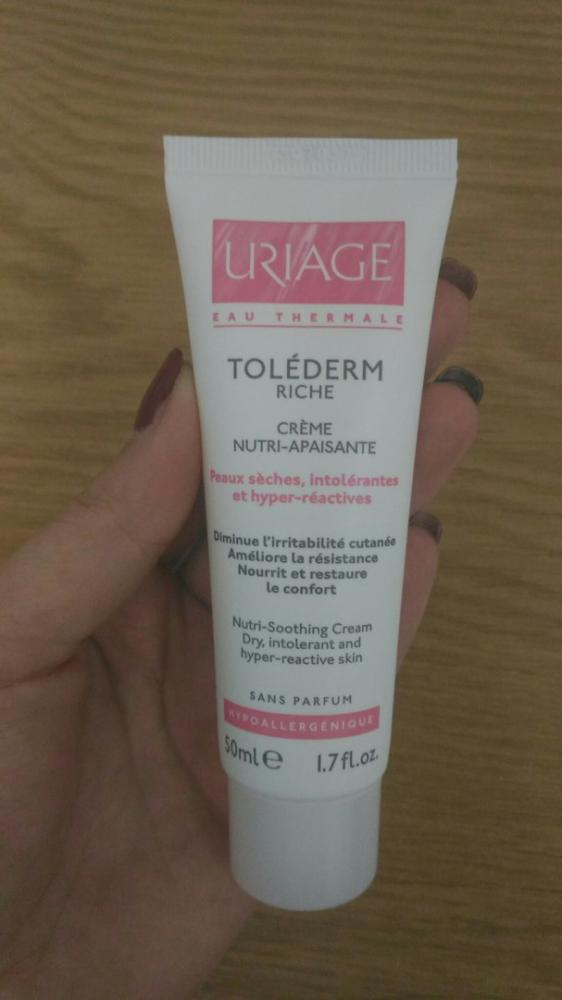 URIAGE
EAU THERMALE
TOLÉDERM
RICHE
CRÈME
NUTRI-APAISANTE
Peaux sèches, intolérantes
et hyper-réactives
Diminue l'irritabilité cutanée
Améliore la résistance
Nourrit et restaure
le confort
Nutri-Soothing Cream
Dry, intolerant and
hyper-reactive skin
SANS PARFUM
HYPOALLERGÉNIQUE
50ml e 1.7 fl.oz.